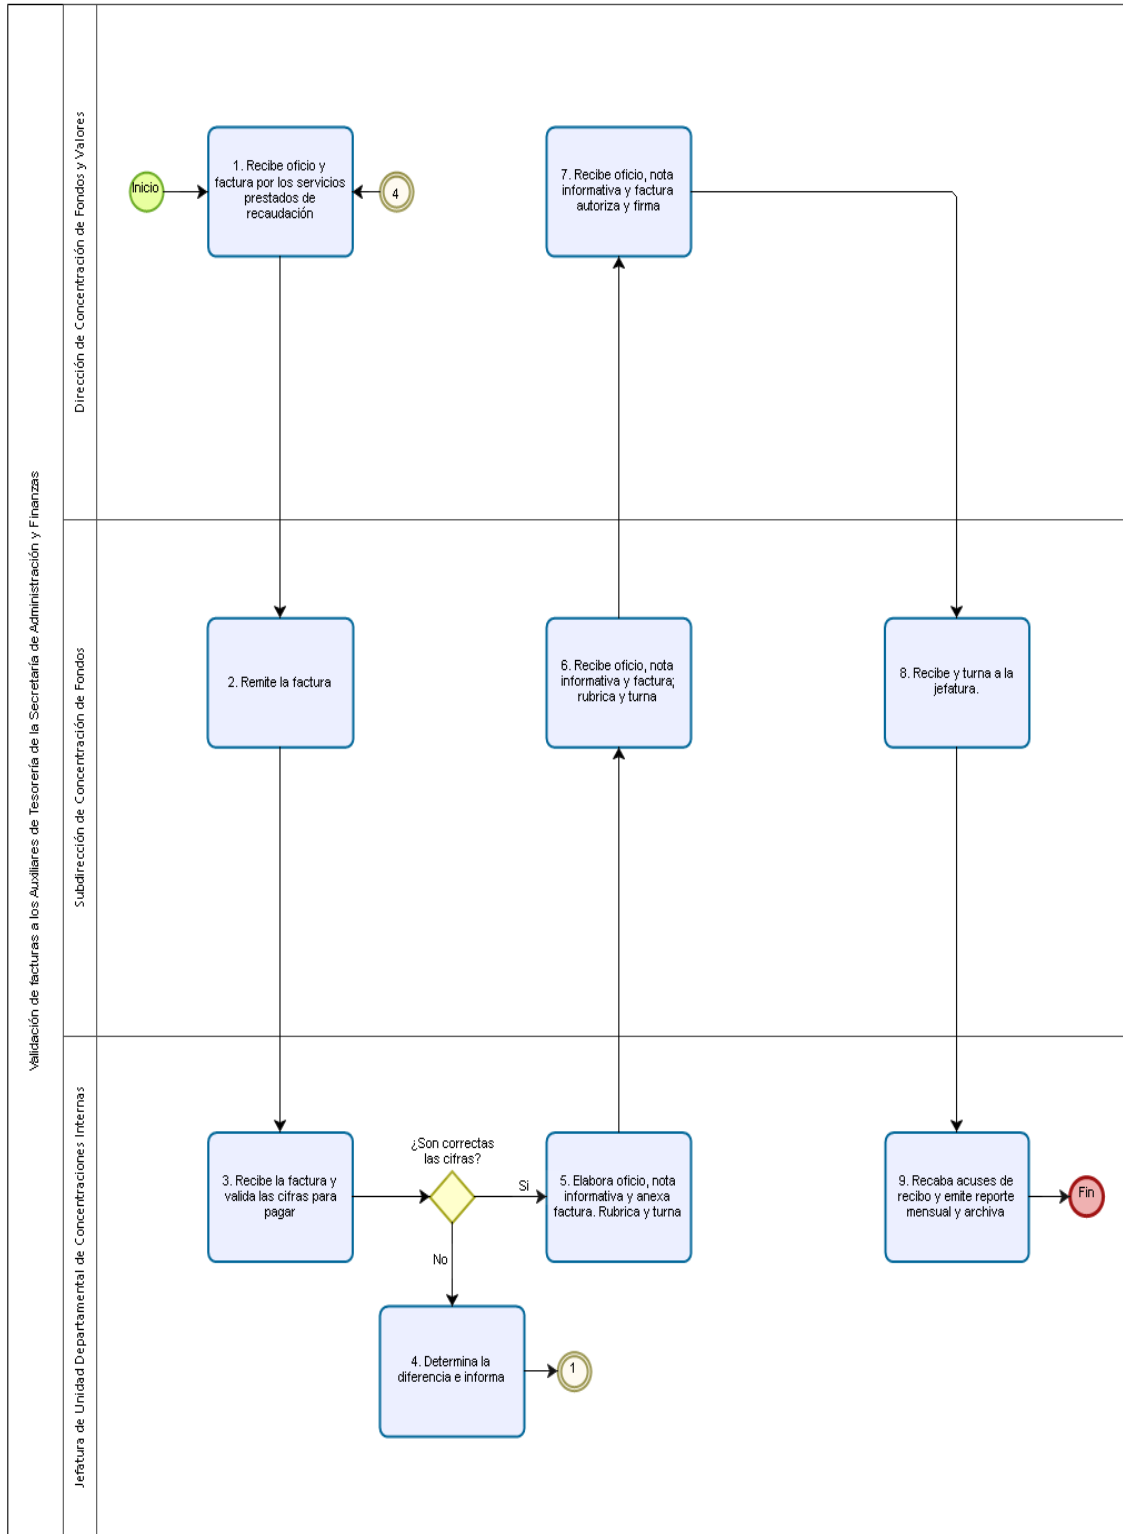 Validación de facturas a los Auxiliares de Tesorería de la Secretaría de Administración y Finanzas
Dirección de Concentración de Fondos y Valores
Inicio
1. Recibe oficio y
factura por los servicios
prestados de
recaudación
4
7. Recibe oficio, nota
informativa y factura
autoriza y firma
Subdirección de Concentración de Fondos
2. Remite la factura
6. Recibe oficio, nota
informativa y factura;
rubrica y turna
8. Recibe y turna a la
jefatura.
Jefatura de Unidad Departamental de Concentraciones Internas
3. Recibe la factura y
valida las cifras para
pagar
¿Son correctas
las cifras?
Si
No
5. Elabora oficio, nota
informativa y anexa
factura. Rubrica y turna
9. Recaba acuses de
recibo y emite reporte
mensual y archiva
Fin
4. Determina la
diferencia e informa
1